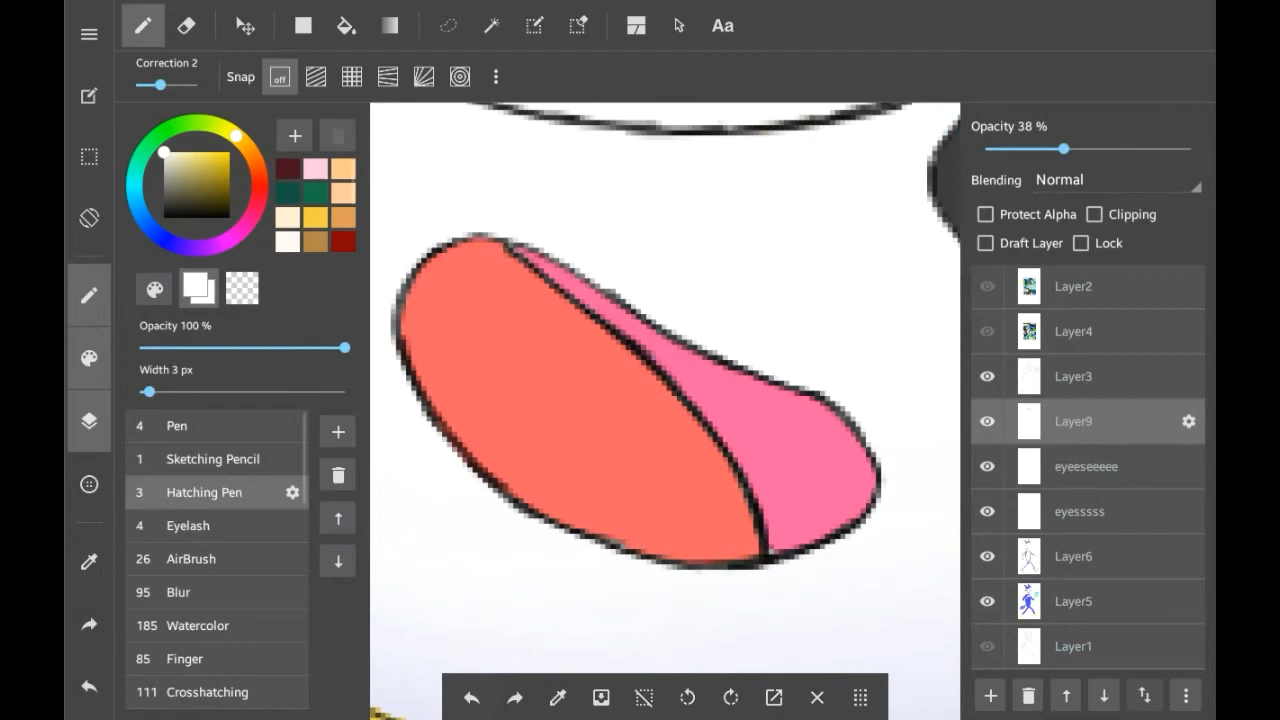 Aa
Correction 2
Snap
off
Opacity 100 %
Width 3 px
4 Pen
1 Sketching Pencil
3 Hatching Pen
4 Eyelash
26 AirBrush
95 Blur
185 Watercolor
85 Finger
111 Crosshatching
Opacity 38 %
Blending Normal
Protect Alpha Clipping
Draft Layer Lock
Layer2
Layer4
Layer3
Layer9
eyeeseeeee
eyesssss
Layer6
Layer5
Layer1